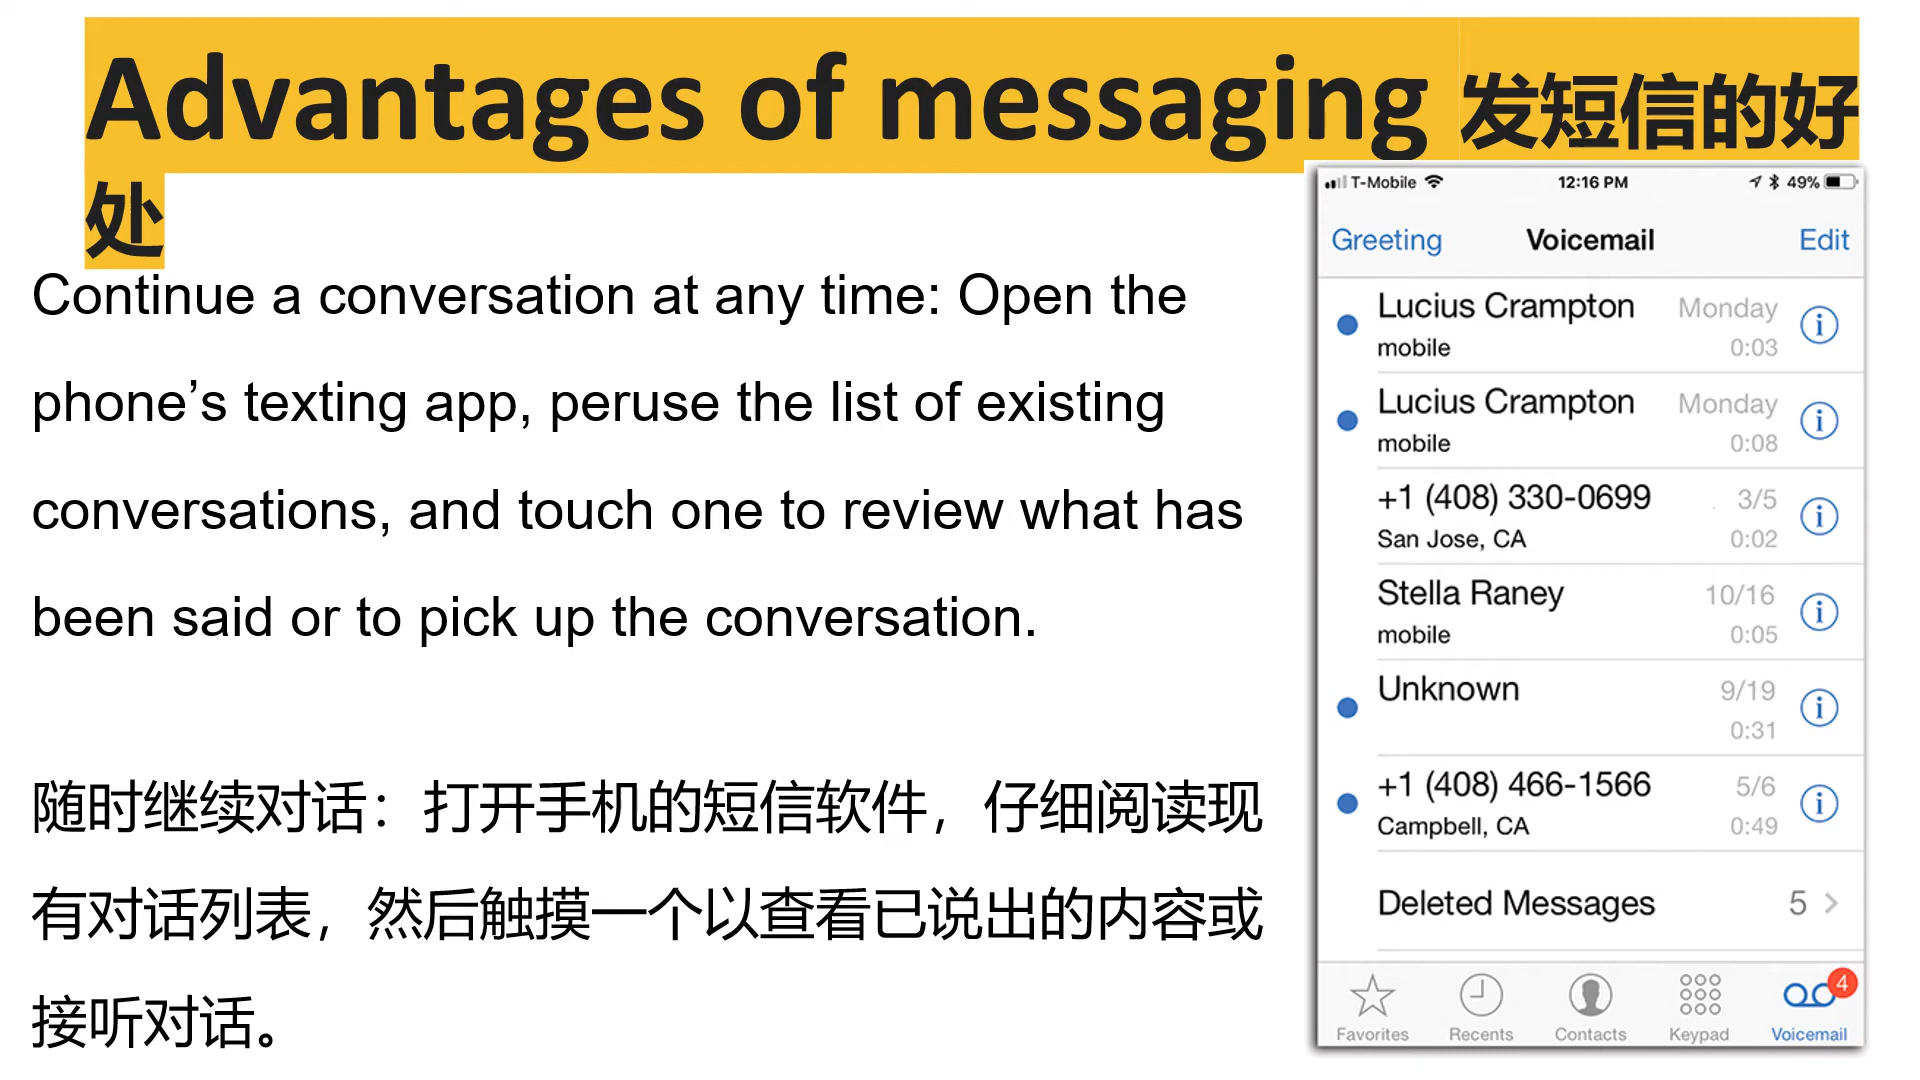 Advantages of messaging 发短信的好
处
Continue a conversation at any time: Open the
phone’s texting app, peruse the list of existing
conversations, and touch one to review what has
been said or to pick up the conversation.
随时继续对话：打开手机的短信软件，仔细阅读现
有对话列表，然后触摸一个以查看已说出的内容或
接听对话。
T-Mobile 12:16 PM 49%
Greeting Voicemail Edit
Lucius Crampton Monday
mobile 0:03
Lucius Crampton Monday
mobile 0:08
+1 (408) 330-0699 3/5
San Jose, CA 0:02
Stella Raney 10/16
mobile 0:05
Unknown 9/19
0:31
+1 (408) 466-1566 5/6
Campbell, CA 0:49
Deleted Messages 5
4
Favorites Recents Contacts Keypad Voicemail